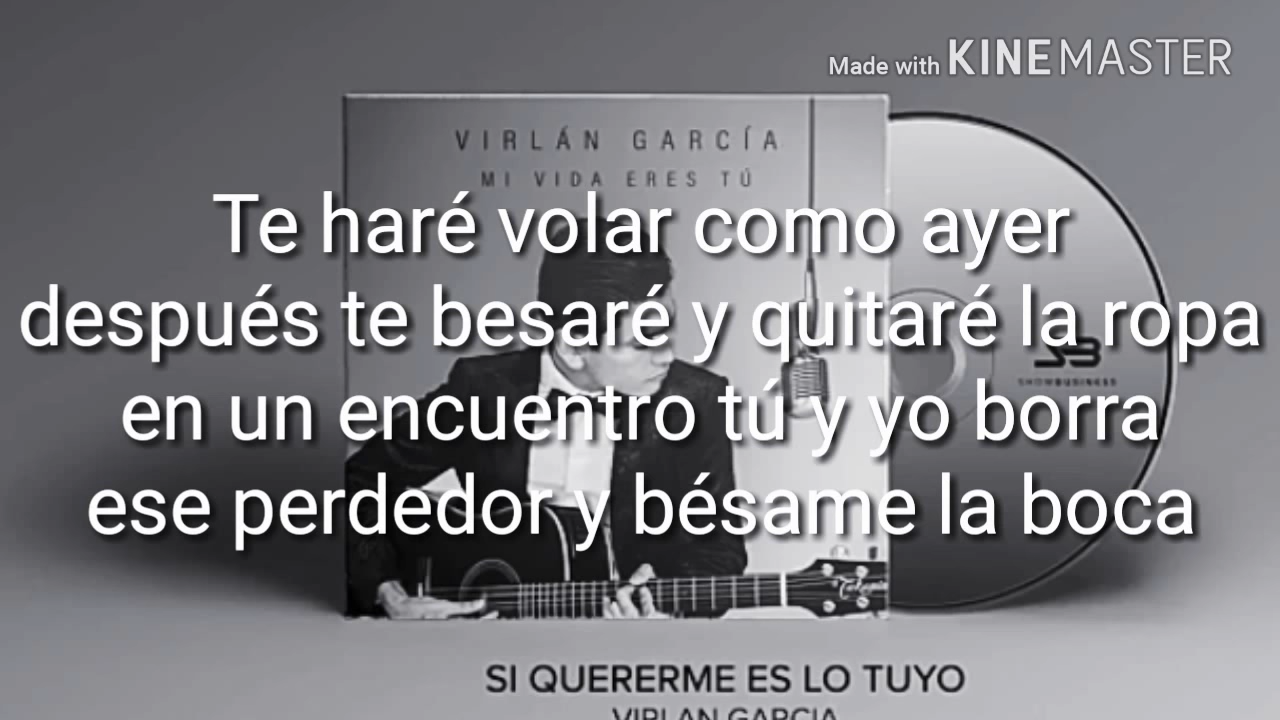 Made with KINEMASTER
VIRLÁN GARCÍA
MI VIDA ERES TÚ
Te haré volar como ayer
después te besaré y quitaré la ropa
en un encuentro tú y yo borra
ese perdedor y bésame la boca
SB
SHOWBUSINESS
SI QUERERME ES LO TUYO
VIRLAN GARCIA